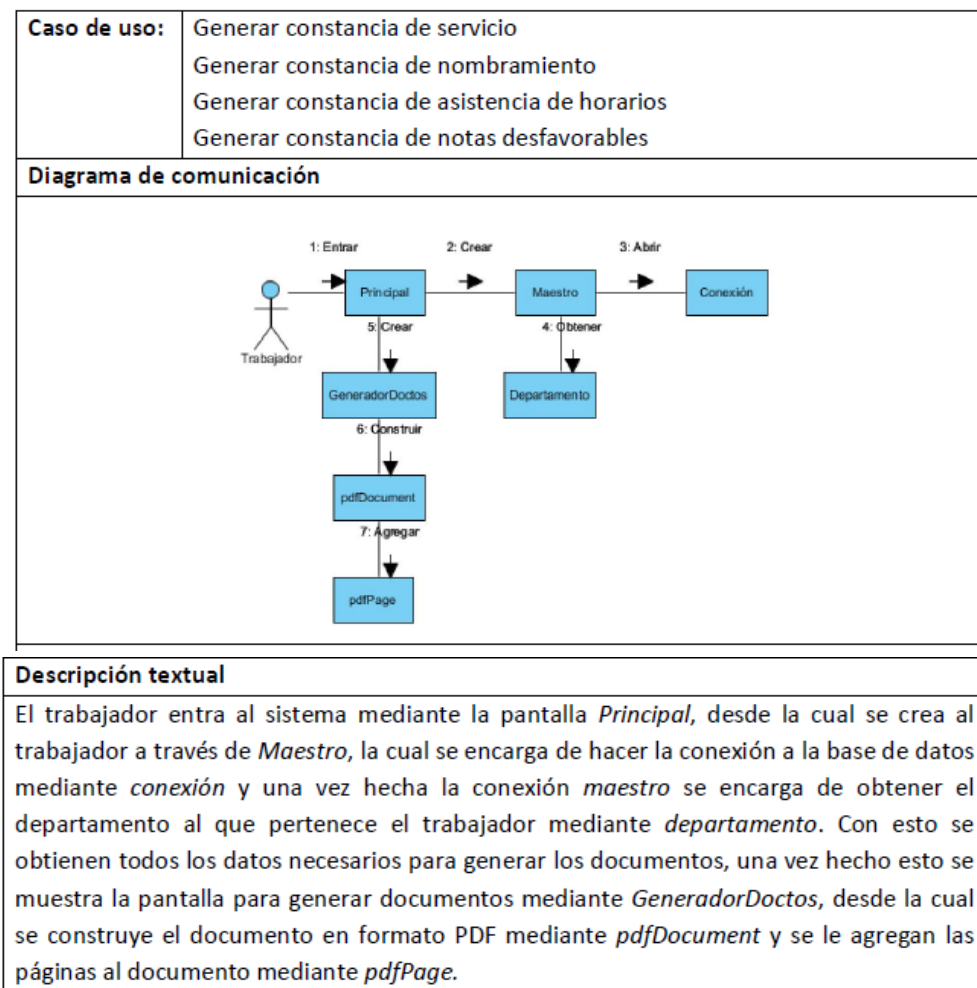 Caso de uso: Generar constancia de servicio
Generar constancia de nombramiento
Generar constancia de asistencia de horarios
Generar constancia de notas desfavorables
Diagrama de comunicación
1: Entrar 2: Crear 3: Abrir
Principal Maestro Conexión
5: Crear 4: Obtener
Trabajador
GeneradorDoctos Departamento
6: Construir
pdfDocument
7: Agregar
pdfPage
Descripción textual
El trabajador entra al sistema mediante la pantalla Principal, desde la cual se crea al
trabajador a través de Maestro, la cual se encarga de hacer la conexión a la base de datos
mediante conexión y una vez hecha la conexión maestro se encarga de obtener el
departamento al que pertenece el trabajador mediante departamento. Con esto se
obtienen todos los datos necesarios para generar los documentos, una vez hecho esto se
muestra la pantalla para generar documentos mediante GeneradorDoctos, desde la cual
se construye el documento en formato PDF mediante pdfDocument y se le agregan las
páginas al documento mediante pdfPage.